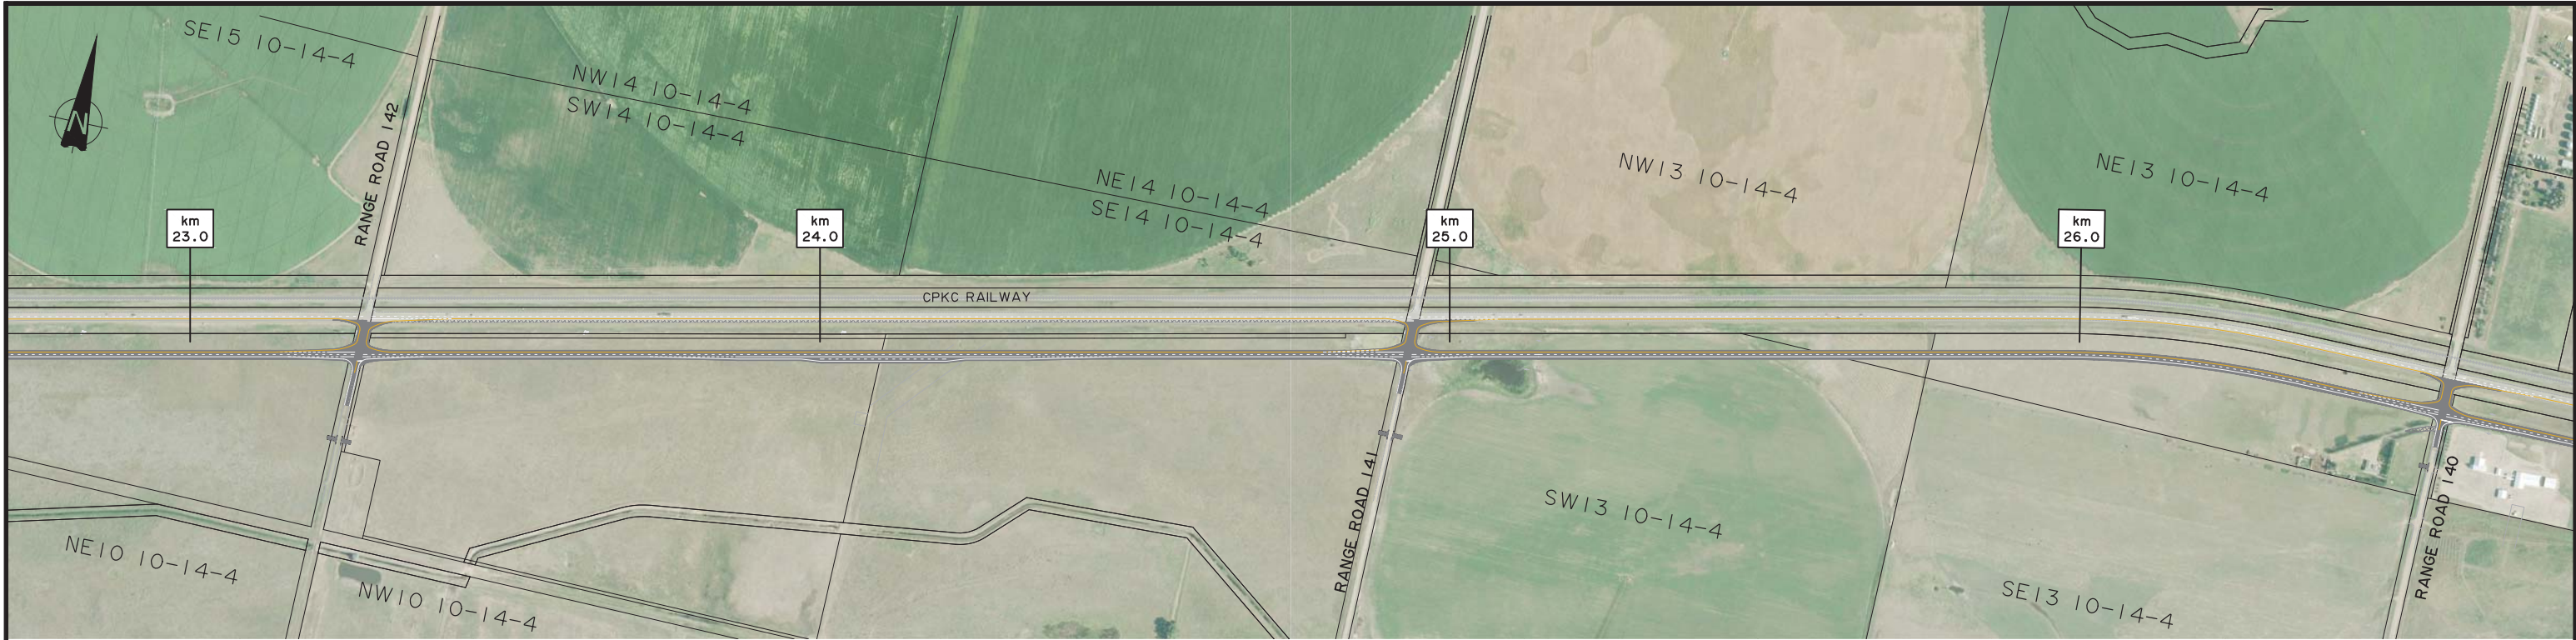 SE15 10-14-4
N
RANGE ROAD 142
NW14 10-14-4
SW14 10-14-4
NE14 10-14-4
SE14 10-14-4
NW13 10-14-4
NE13 10-14-4
km
23.0
km
24.0
km
25.0
km
26.0
CPKC RAILWAY
NE10 10-14-4
NW10 10-14-4
RANGE ROAD 141
SW13 10-14-4
SE13 10-14-4
RANGE ROAD 140